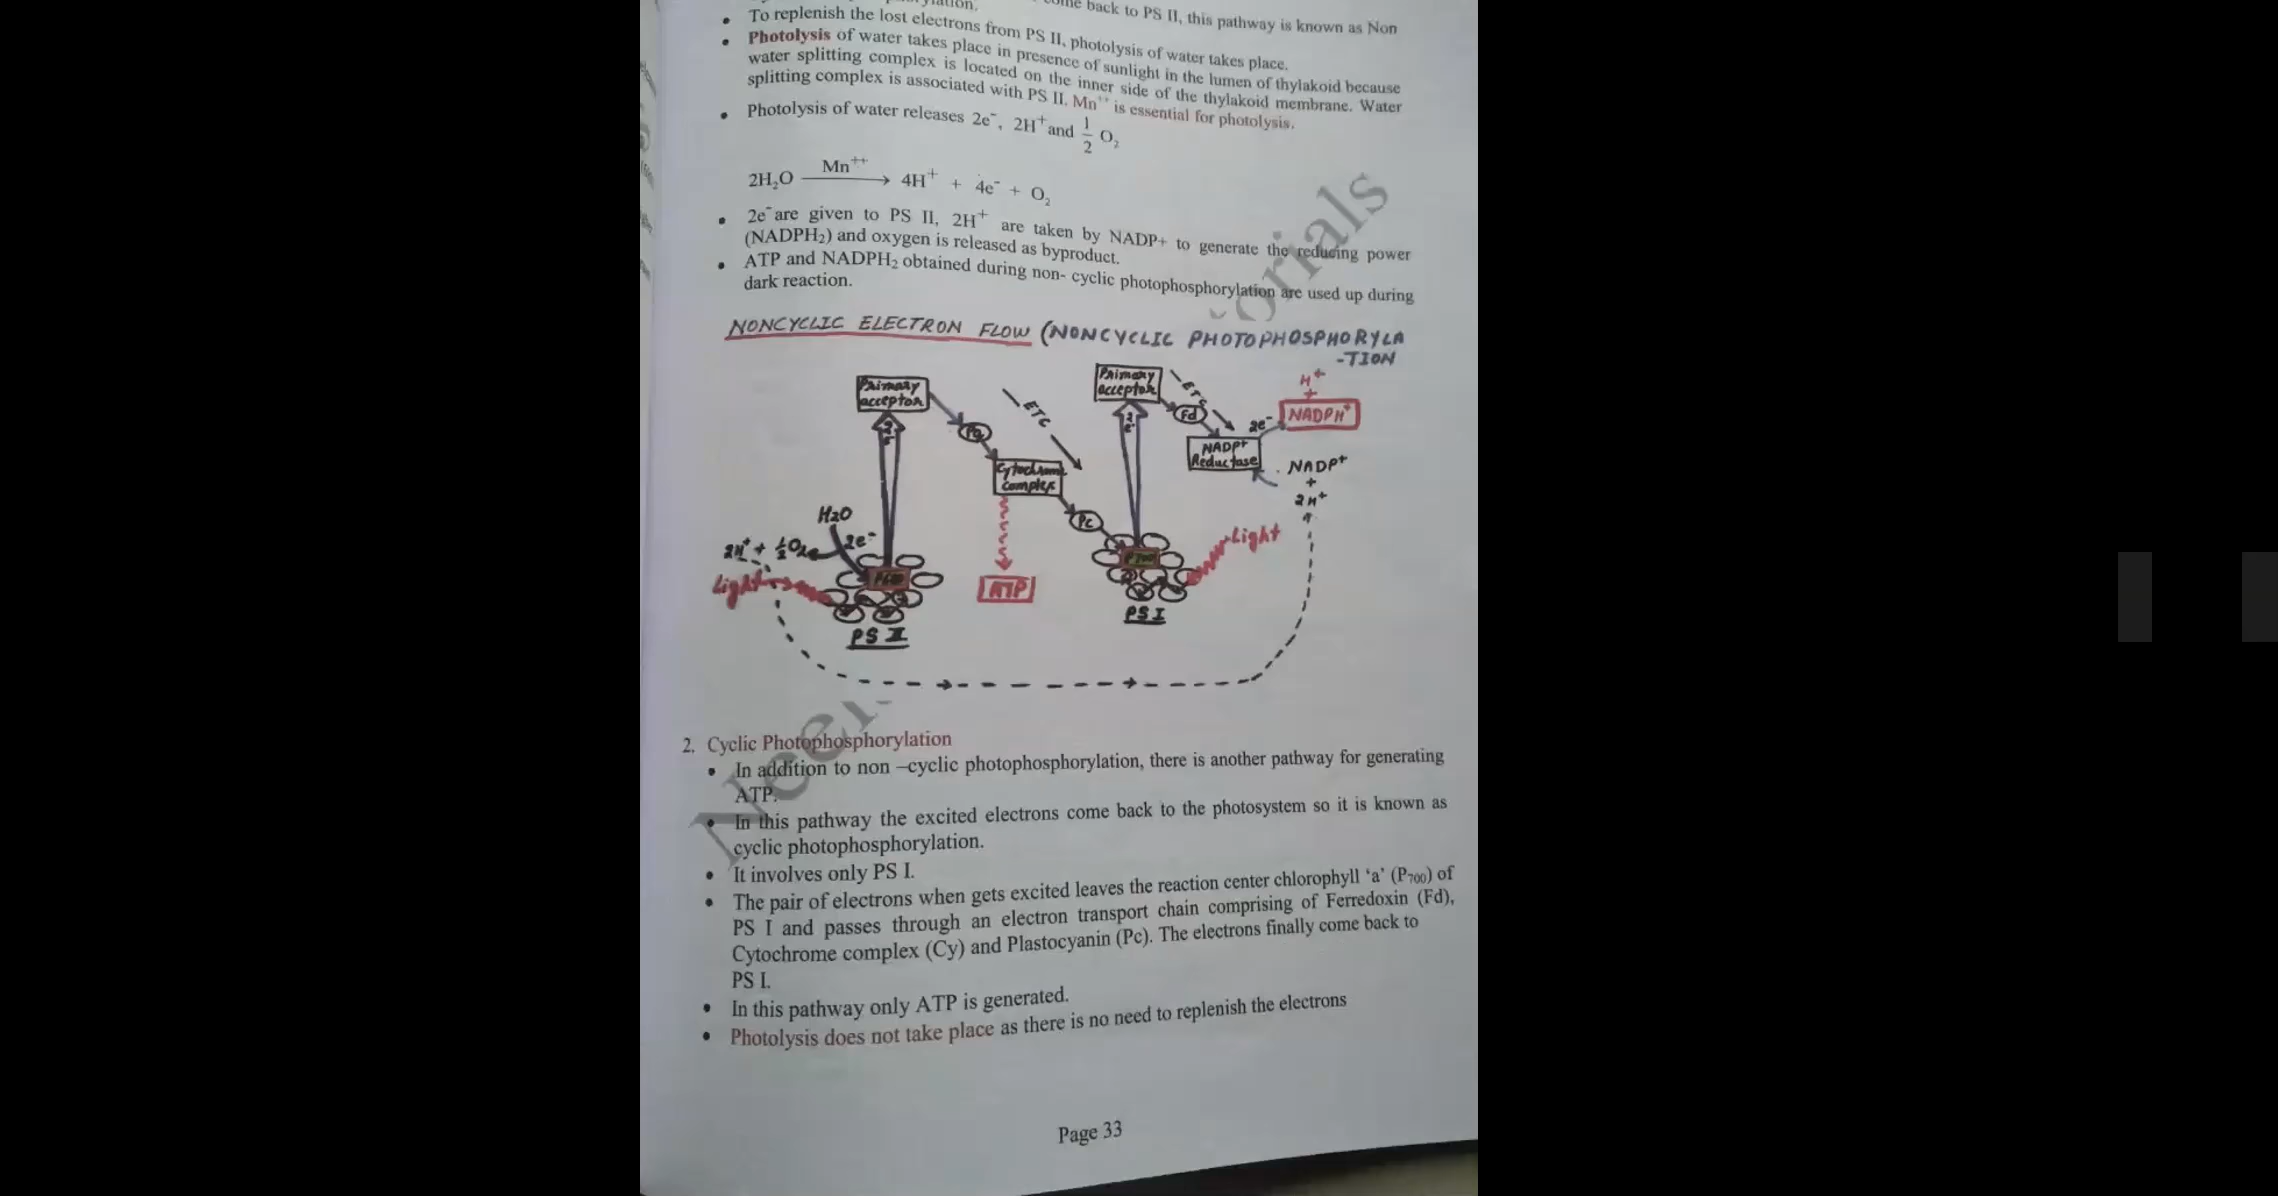 come back to PS II, this pathway is known as Non
To replenish the lost electrons from PS II, photolysis of water takes place.
Photolysis of water takes place in presence of sunlight in the lumen of thylakoid because
water splitting complex is located on the inner side of the thylakoid membrane. Water
splitting complex is associated with PS II. Mn⁺⁺ is essential for photolysis.
Photolysis of water releases 2e⁻, 2H⁺ and 1/2 O₂
2H₂O Mn⁺⁺ → 4H⁺ + 4e⁻ + O₂
2e⁻ are given to PS II, 2H⁺ are taken by NADP+ to generate the reducing power
(NADPH₂) and oxygen is released as byproduct.
ATP and NADPH₂ obtained during non- cyclic photophosphorylation are used up during
dark reaction.
NONCYCLIC ELECTRON FLOW (NONCYCLIC PHOTOPHOSPHORYLA
-TION
Primary
acceptor
2e⁻
Pq
ETC
Cytochrome
complex
Pc
ATP
H₂O
2e⁻
2H⁺ + ½O₂
Light
P680
PS II
Primary
acceptor
2e⁻
ETC
Fd
NADP⁺
Reductase
2e⁻
H⁺
+
NADPH⁺
NADP⁺
+
2H⁺
Light
P700
PS I
2. Cyclic Photophosphorylation
In addition to non –cyclic photophosphorylation, there is another pathway for generating
ATP.
In this pathway the excited electrons come back to the photosystem so it is known as
cyclic photophosphorylation.
It involves only PS I.
The pair of electrons when gets excited leaves the reaction center chlorophyll ‘a’ (P₇₀₀) of
PS I and passes through an electron transport chain comprising of Ferredoxin (Fd),
Cytochrome complex (Cy) and Plastocyanin (Pc). The electrons finally come back to
PS I.
In this pathway only ATP is generated.
Photolysis does not take place as there is no need to replenish the electrons
Page 33